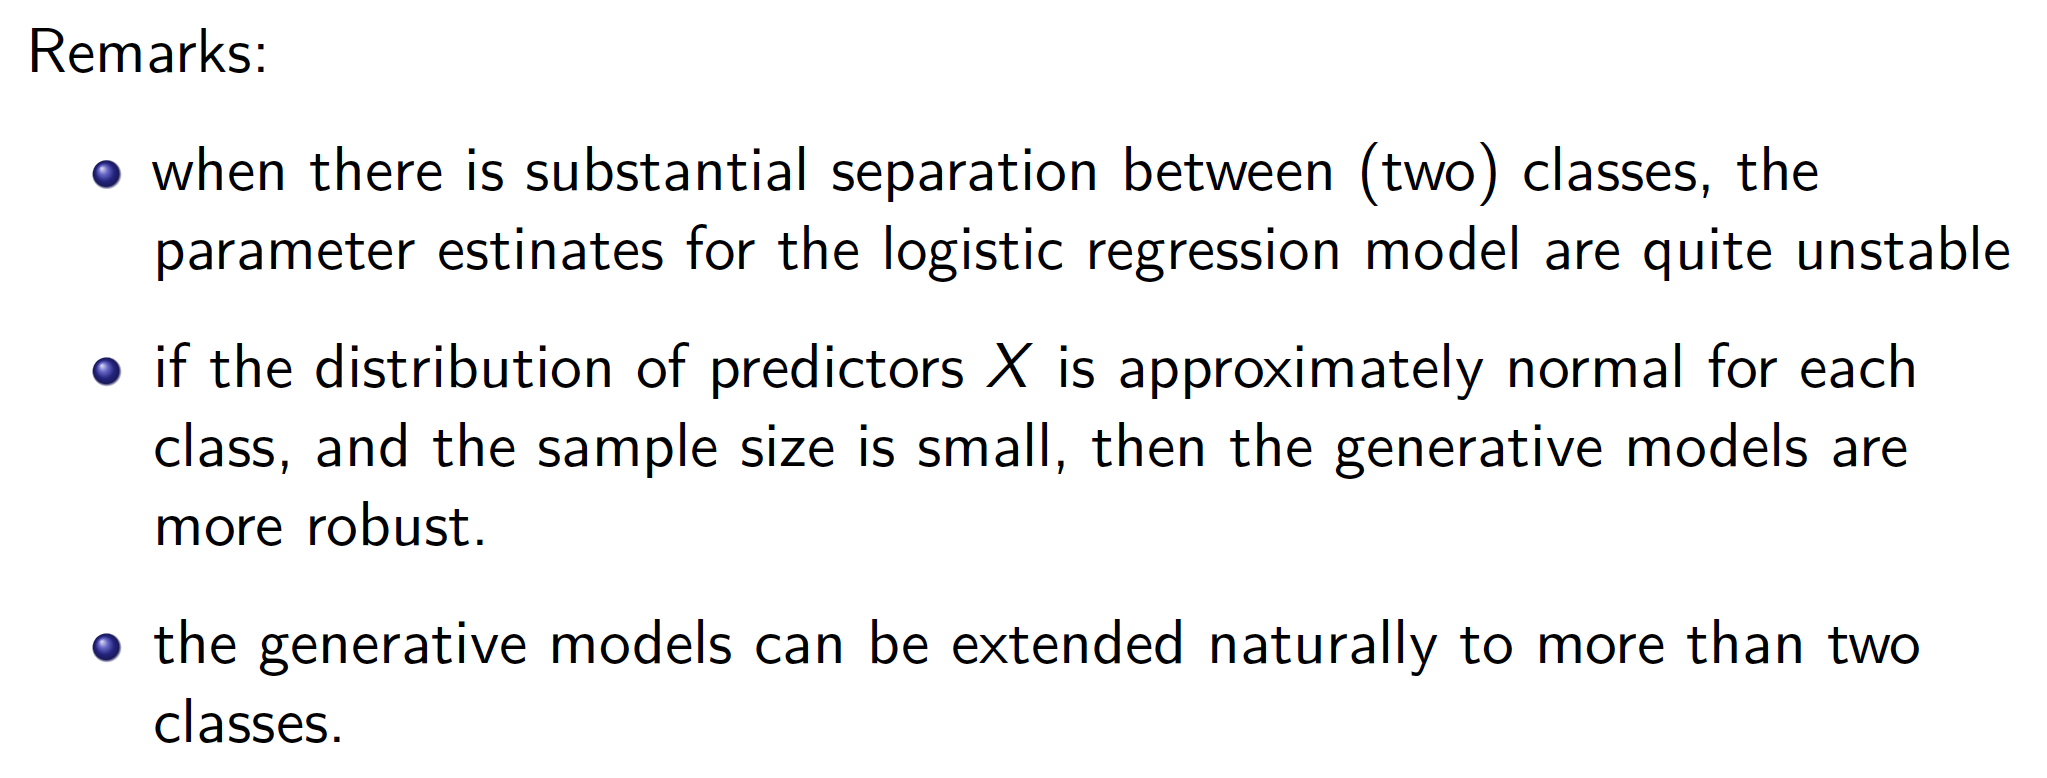 Remarks:
when there is substantial separation between (two) classes, the
parameter estinates for the logistic regression model are quite unstable
if the distribution of predictors X is approximately normal for each
class, and the sample size is small, then the generative models are
more robust.
the generative models can be extended naturally to more than two
classes.